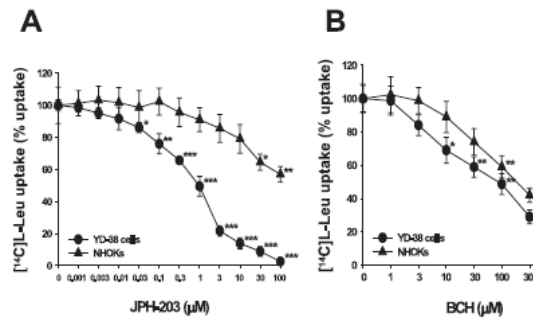 A
[¹⁴C]L-Leu uptake (% uptake)
120
100
80
60
40
20
0
*
**
***
***
***
***
***
***
*
**
YD-38 cells
NHOKs
0 0,001 0,003 0,01 0,03 0,1 0,3 1 3 10 30 100
JPH-203 (μM)
B
[¹⁴C]L-Leu uptake (% uptake)
120
100
80
60
40
20
0
*
**
**
**
YD-38 cells
NHOKs
0 1 3 10 30 100 30
BCH (μM)